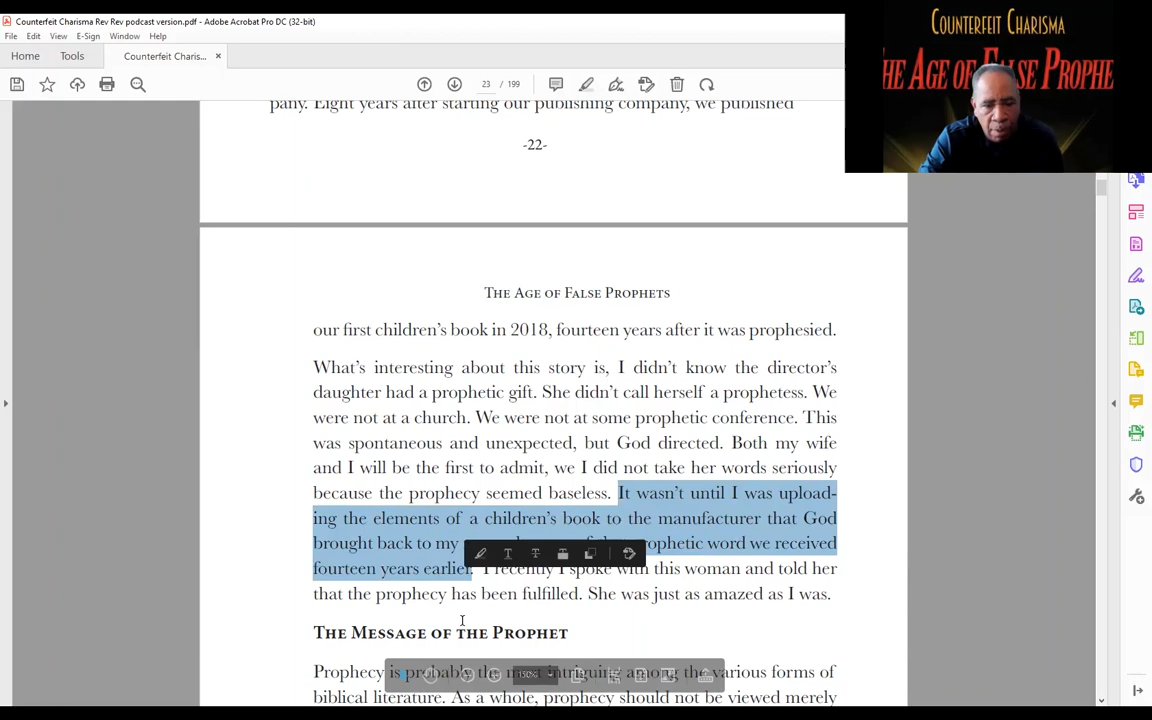 Counterfeit Charisma Rev Rev podcast version.pdf - Adobe Acrobat Pro DC (32-bit)
File Edit View E-Sign Window Help
Home Tools Counterfeit Charis... ×
23 / 199
COUNTERFEIT CHARISMA
HE AGE OF FALSE PROPHE
pany. Eight years after starting our publishing company, we published
-22-
THE AGE OF FALSE PROPHETS
our first children's book in 2018, fourteen years after it was prophesied.
What's interesting about this story is, I didn't know the director's
daughter had a prophetic gift. She didn't call herself a prophetess. We
were not at a church. We were not at some prophetic conference. This
was spontaneous and unexpected, but God directed. Both my wife
and I will be the first to admit, we I did not take her words seriously
because the prophecy seemed baseless. It wasn't until I was upload-
ing the elements of a children's book to the manufacturer that God
brought back to my prophetic word we received
fourteen years earlier. I recently I spoke with this woman and told her
that the prophecy has been fulfilled. She was just as amazed as I was.
THE MESSAGE OF THE PROPHET
Prophecy is probably the most intriguing among the various forms of
biblical literature. As a whole, prophecy should not be viewed merely